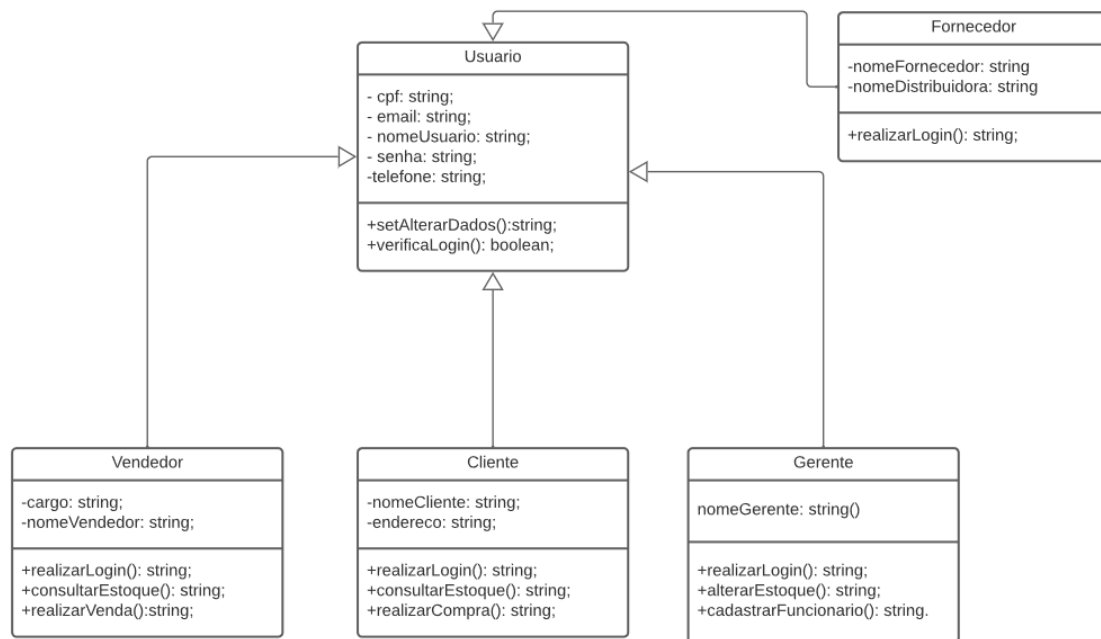 Usuario
- cpf: string;
- email: string;
- nomeUsuario: string;
- senha: string;
-telefone: string;
+setAlterarDados():string;
+verificaLogin(): boolean;
Fornecedor
-nomeFornecedor: string
-nomeDistribuidora: string
+realizarLogin(): string;
Vendedor
-cargo: string;
-nomeVendedor: string;
+realizarLogin(): string;
+consultarEstoque(): string;
+realizarVenda():string;
Cliente
-nomeCliente: string;
-endereco: string;
+realizarLogin(): string;
+consultarEstoque(): string;
+realizarCompra(): string;
Gerente
nomeGerente: string()
+realizarLogin(): string;
+alterarEstoque(): string;
+cadastrarFuncionario(): string.